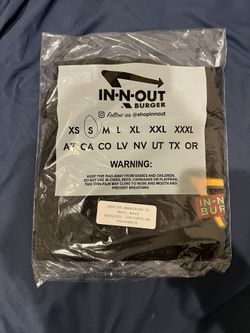 IN-N-OUT
BURGER
Follow us @shopinnout
XS S M L XL XXL XXXL
AZ CA CO LV NV UT TX OR
WARNING:
KEEP THIS BAG AWAY FROM BABIES AND CHILDREN.
DO NOT USE IN CRIBS, BEDS, CARRIAGES OR PLAYPENS.
THIS THIN FILM MAY CLING TO NOSE AND MOUTH AND
PREVENT BREATHING
IN-N
BUR